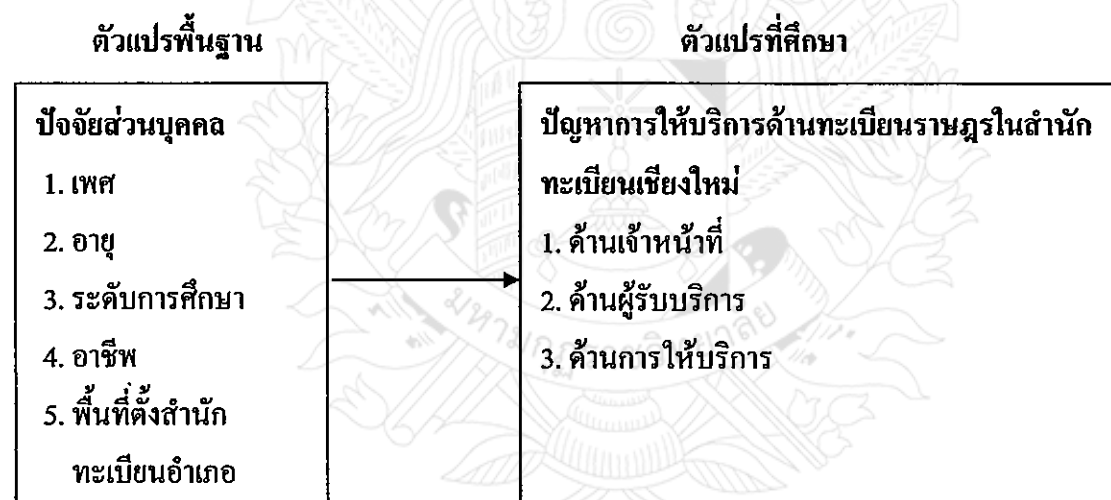 ตัวแปรพื้นฐาน
ตัวแปรที่ศึกษา
ปัจจัยส่วนบุคคล
1. เพศ
2. อายุ
3. ระดับการศึกษา
4. อาชีพ
5. พื้นที่ตั้งสำนัก
ทะเบียนอำเภอ
ปัญหาการให้บริการด้านทะเบียนราษฎรในสำนัก
ทะเบียนเชียงใหม่
1. ด้านเจ้าหน้าที่
2. ด้านผู้รับบริการ
3. ด้านการให้บริการ